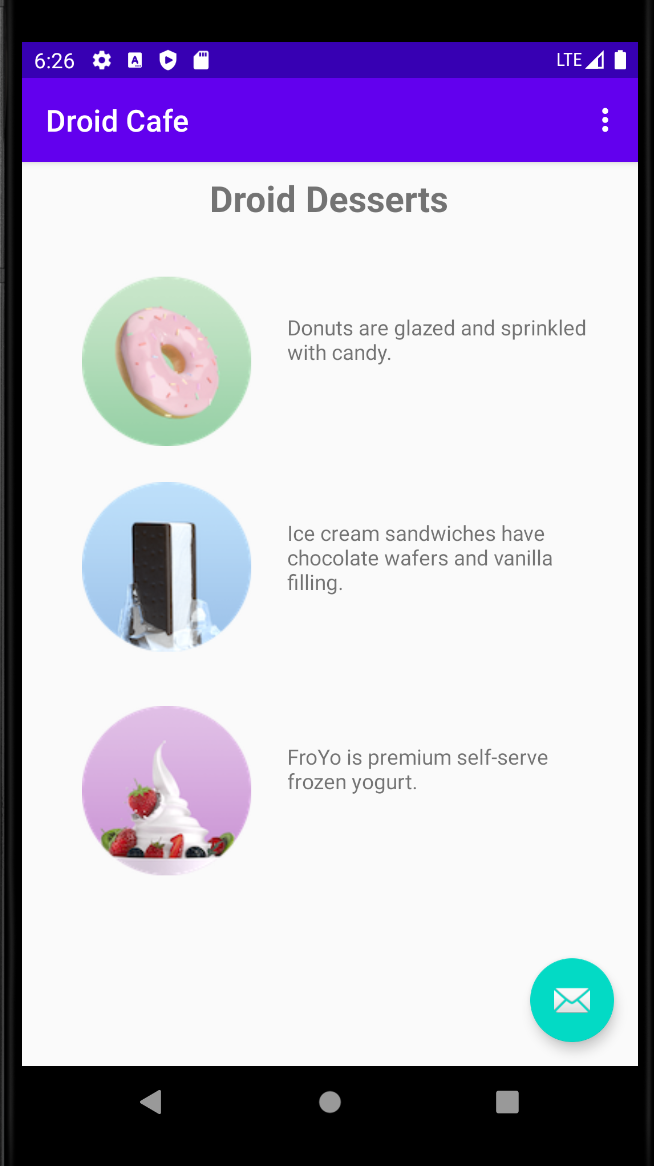 6:26
LTE
Droid Cafe
Droid Desserts
Donuts are glazed and sprinkled
with candy.
Ice cream sandwiches have
chocolate wafers and vanilla
filling.
FroYo is premium self-serve
frozen yogurt.